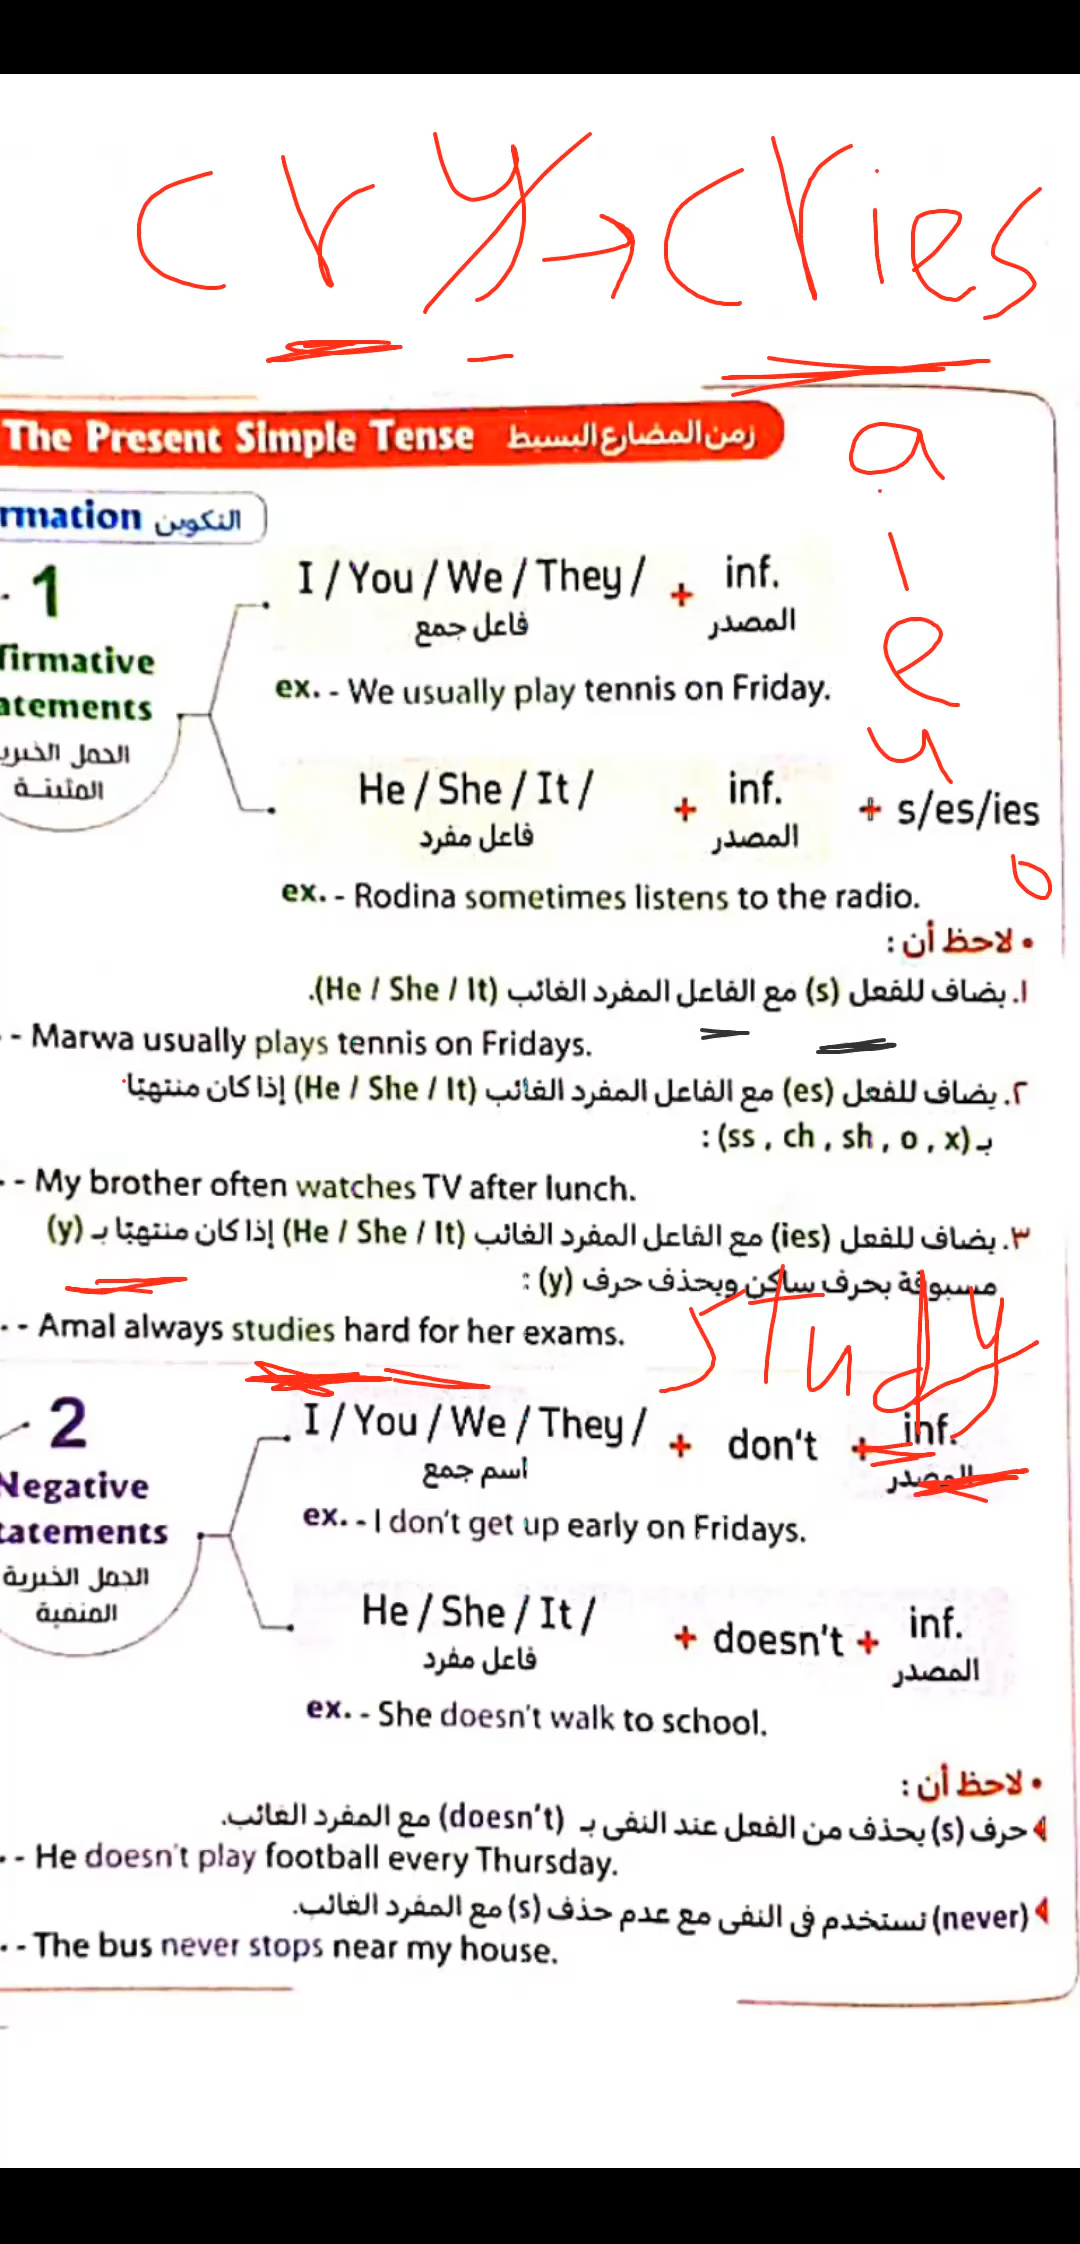 cry → cries
The Present Simple Tense زمن المضارع البسيط
a
rmation التكوين
i
1
I / You / We / They / + inf.
فاعل جمع المصدر
e
firmative
ex. - We usually play tennis on Friday.
atements
u
الجمل الخبرية
المثبتـة
He / She / It / + inf. + s/es/ies
فاعل مفرد المصدر
o
ex. - Rodina sometimes listens to the radio.
• لاحظ أن :
١. يضاف للفعل (s) مع الفاعل المفرد الغائب (He / She / It).
- Marwa usually plays tennis on Fridays.
٢. يضاف للفعل (es) مع الفاعل المفرد الغائب (He / She / It) إذا كان منتهيًا
بـ (ss , ch , sh , o , x) :
- My brother often watches TV after lunch.
٣. يضاف للفعل (ies) مع الفاعل المفرد الغائب (He / She / It) إذا كان منتهيًا بـ (y)
مسبوقة بحرف ساكن ويحذف حرف (y) :
study
- Amal always studies hard for her exams.
2
I / You / We / They / + don't + inf.
اسم جمع المصدر
Negative
ex. - I don't get up early on Fridays.
tatements
الجمل الخبرية
المنفية
He / She / It / + doesn't + inf.
فاعل مفرد المصدر
ex. - She doesn't walk to school.
• لاحظ أن :
حرف (s) يحذف من الفعل عند النفى بـ (doesn't) مع المفرد الغائب.
- He doesn't play football every Thursday.
(never) تستخدم فى النفى مع عدم حذف (s) مع المفرد الغائب.
- The bus never stops near my house.